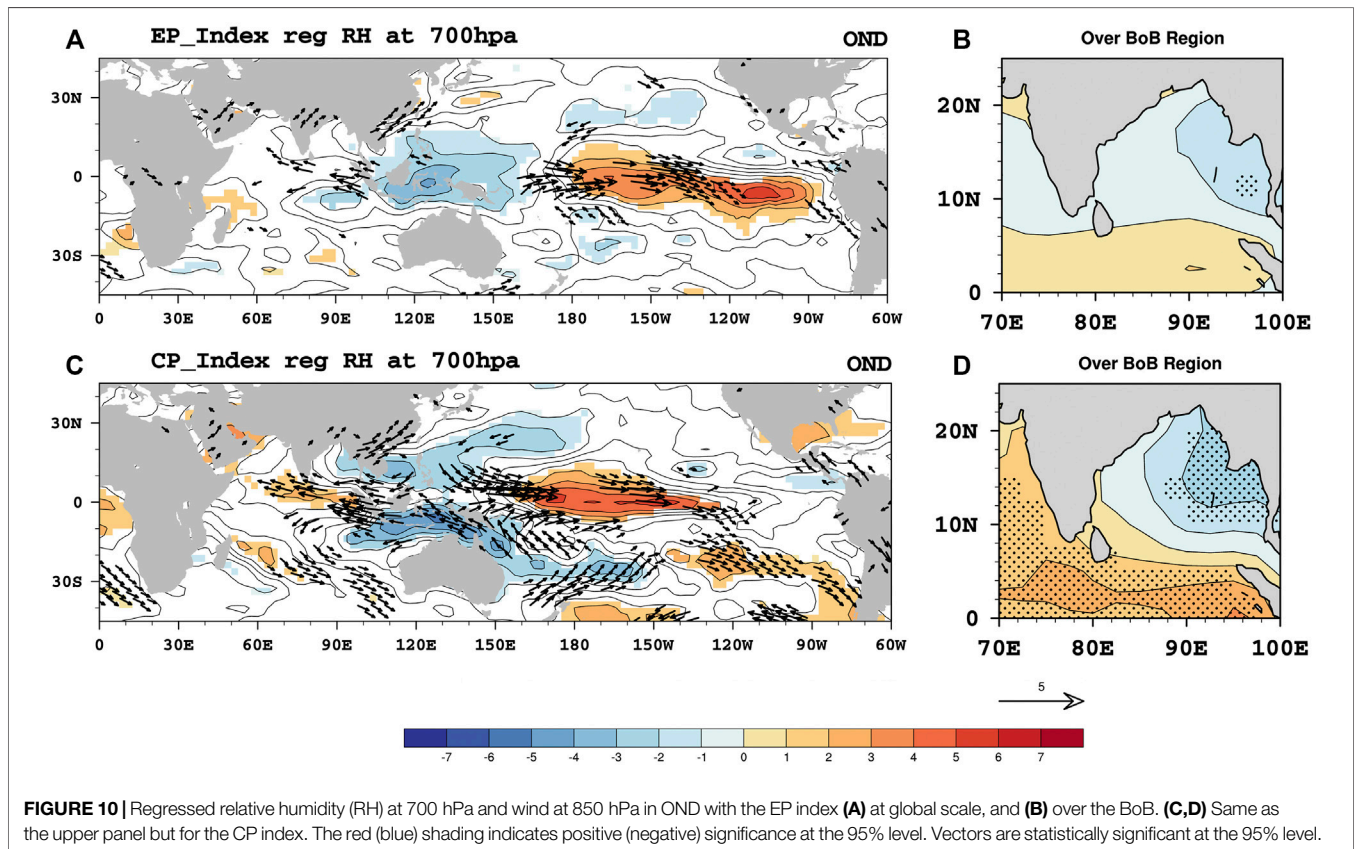 A EP_Index reg RH at 700hpa OND
B Over BoB Region
30N
0
30S
0 30E 60E 90E 120E 150E 180 150W 120W 90W 60W
20N
10N
0
70E 80E 90E 100E
C CP_Index reg RH at 700hpa OND
D Over BoB Region
30N
0
30S
0 30E 60E 90E 120E 150E 180 150W 120W 90W 60W
20N
10N
0
70E 80E 90E 100E
5
-7 -6 -5 -4 -3 -2 -1 0 1 2 3 4 5 6 7
FIGURE 10 | Regressed relative humidity (RH) at 700 hPa and wind at 850 hPa in OND with the EP index (A) at global scale, and (B) over the BoB. (C,D) Same as
the upper panel but for the CP index. The red (blue) shading indicates positive (negative) significance at the 95% level. Vectors are statistically significant at the 95% level.